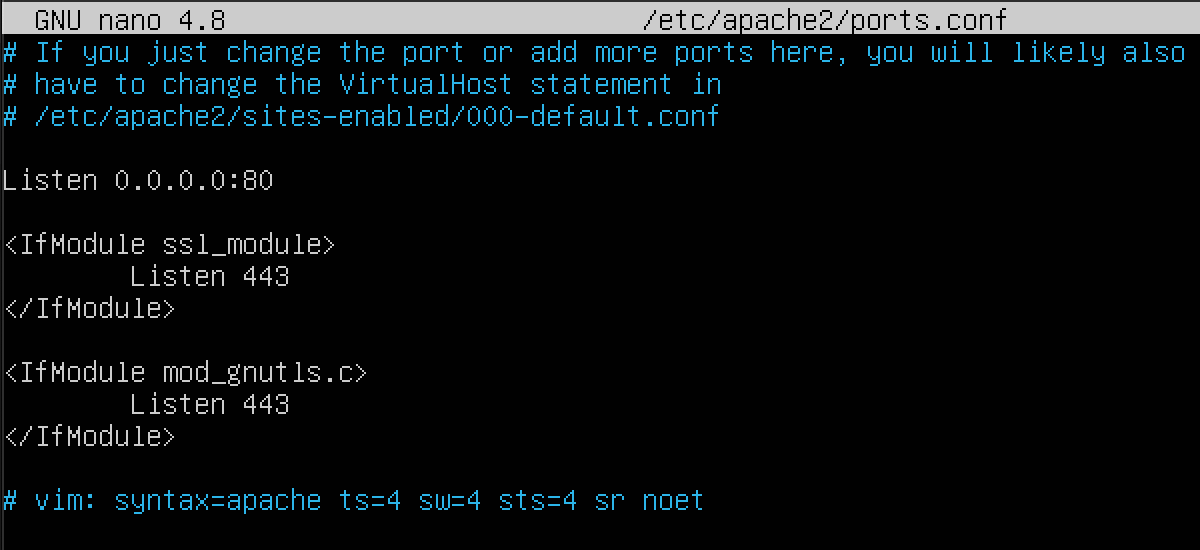 GNU nano 4.8 /etc/apache2/ports.conf
# If you just change the port or add more ports here, you will likely also
# have to change the VirtualHost statement in
# /etc/apache2/sites-enabled/000-default.conf
Listen 0.0.0.0:80
<IfModule ssl_module>
Listen 443
</IfModule>
<IfModule mod_gnutls.c>
Listen 443
</IfModule>
# vim: syntax=apache ts=4 sw=4 sts=4 sr noet